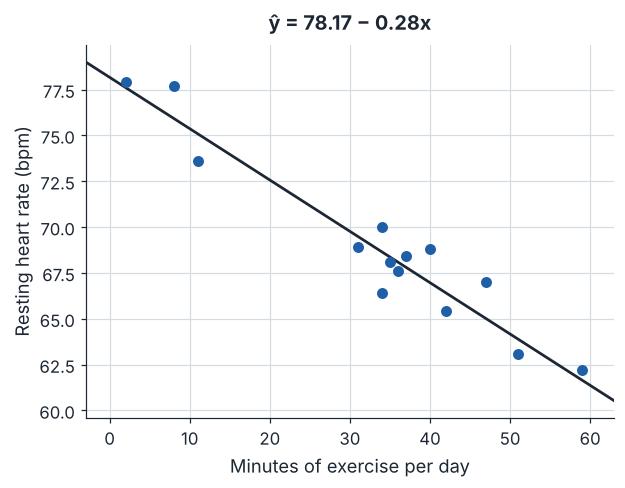 ŷ = 78.17 − 0.28x
Resting heart rate (bpm)
77.5
75.0
72.5
70.0
67.5
65.0
62.5
60.0
0 10 20 30 40 50 60
Minutes of exercise per day